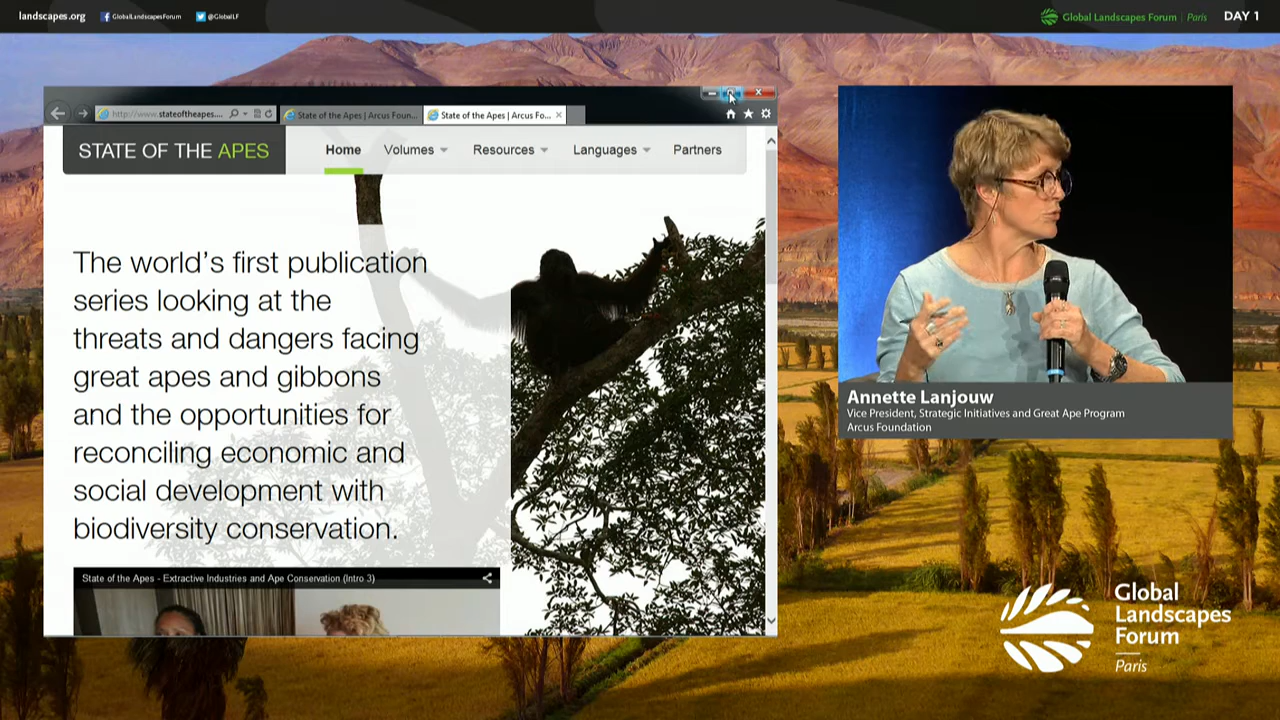 landscapes.org
GlobalLandscapesForum
@GlobalLF
Global Landscapes Forum | Paris
DAY 1
http://www.stateoftheapes....
State of the Apes | Arcus Foun...
State of the Apes | Arcus Fo...
STATE OF THE APES
Home
Volumes
Resources
Languages
Partners
The world's first publication
series looking at the
threats and dangers facing
great apes and gibbons
and the opportunities for
reconciling economic and
social development with
biodiversity conservation.
State of the Apes - Extractive Industries and Ape Conservation (Intro 3)
Annette Lanjouw
Vice President, Strategic Initiatives and Great Ape Program
Arcus Foundation
Global
Landscapes
Forum
Paris